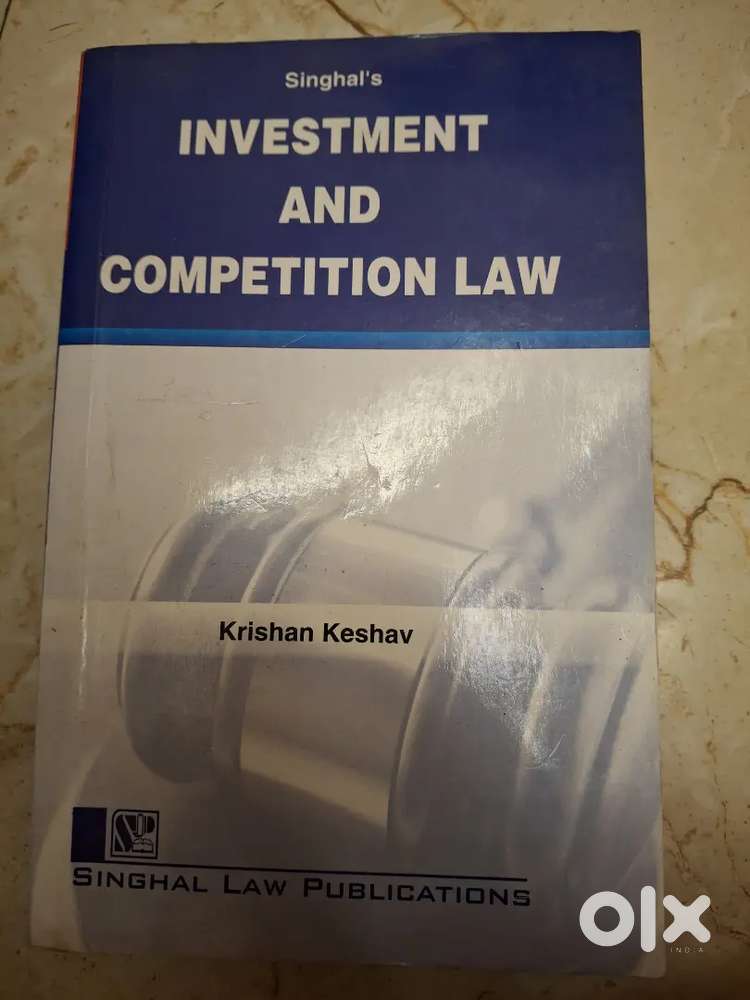 Singhal's
INVESTMENT
AND
COMPETITION LAW
Krishan Keshav
SINGHAL LAW PUBLICATIONS
olx
INDIA